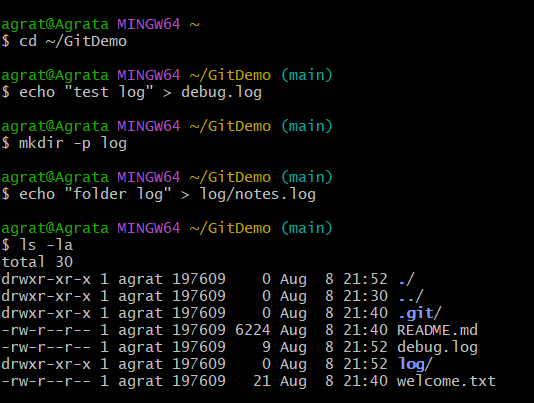 agrat@Agrata MINGW64 ~
$ cd ~/GitDemo
agrat@Agrata MINGW64 ~/GitDemo (main)
$ echo "test log" > debug.log
agrat@Agrata MINGW64 ~/GitDemo (main)
$ mkdir -p log
agrat@Agrata MINGW64 ~/GitDemo (main)
$ echo "folder log" > log/notes.log
agrat@Agrata MINGW64 ~/GitDemo (main)
$ ls -la
total 30
drwxr-xr-x 1 agrat 197609    0 Aug  8 21:52 ./
drwxr-xr-x 1 agrat 197609    0 Aug  8 21:30 ../
drwxr-xr-x 1 agrat 197609    0 Aug  8 21:40 .git/
-rw-r--r-- 1 agrat 197609 6224 Aug  8 21:40 README.md
-rw-r--r-- 1 agrat 197609    9 Aug  8 21:52 debug.log
drwxr-xr-x 1 agrat 197609    0 Aug  8 21:52 log/
-rw-r--r-- 1 agrat 197609   21 Aug  8 21:40 welcome.txt